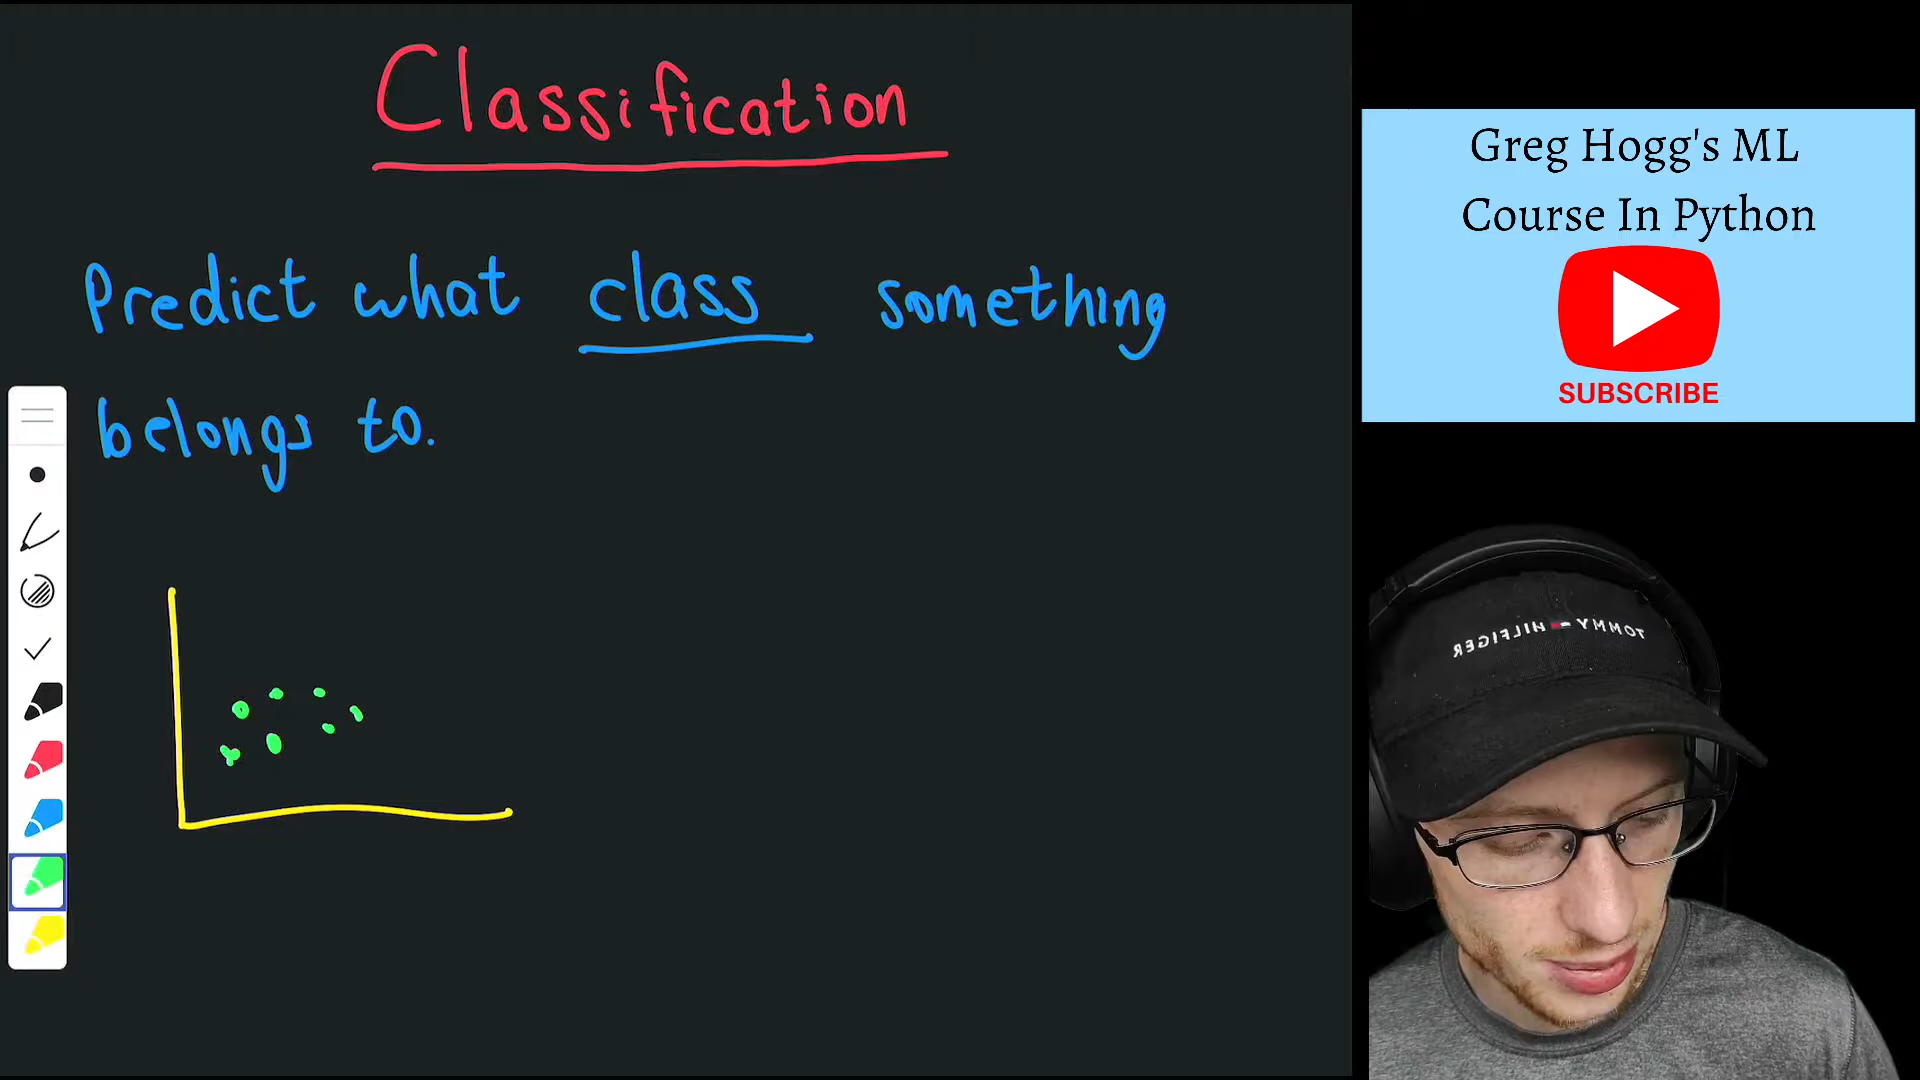 Classification
Predict what class something
belongs to.
Greg Hogg's ML
Course In Python
SUBSCRIBE
TOMMY HILFIGER